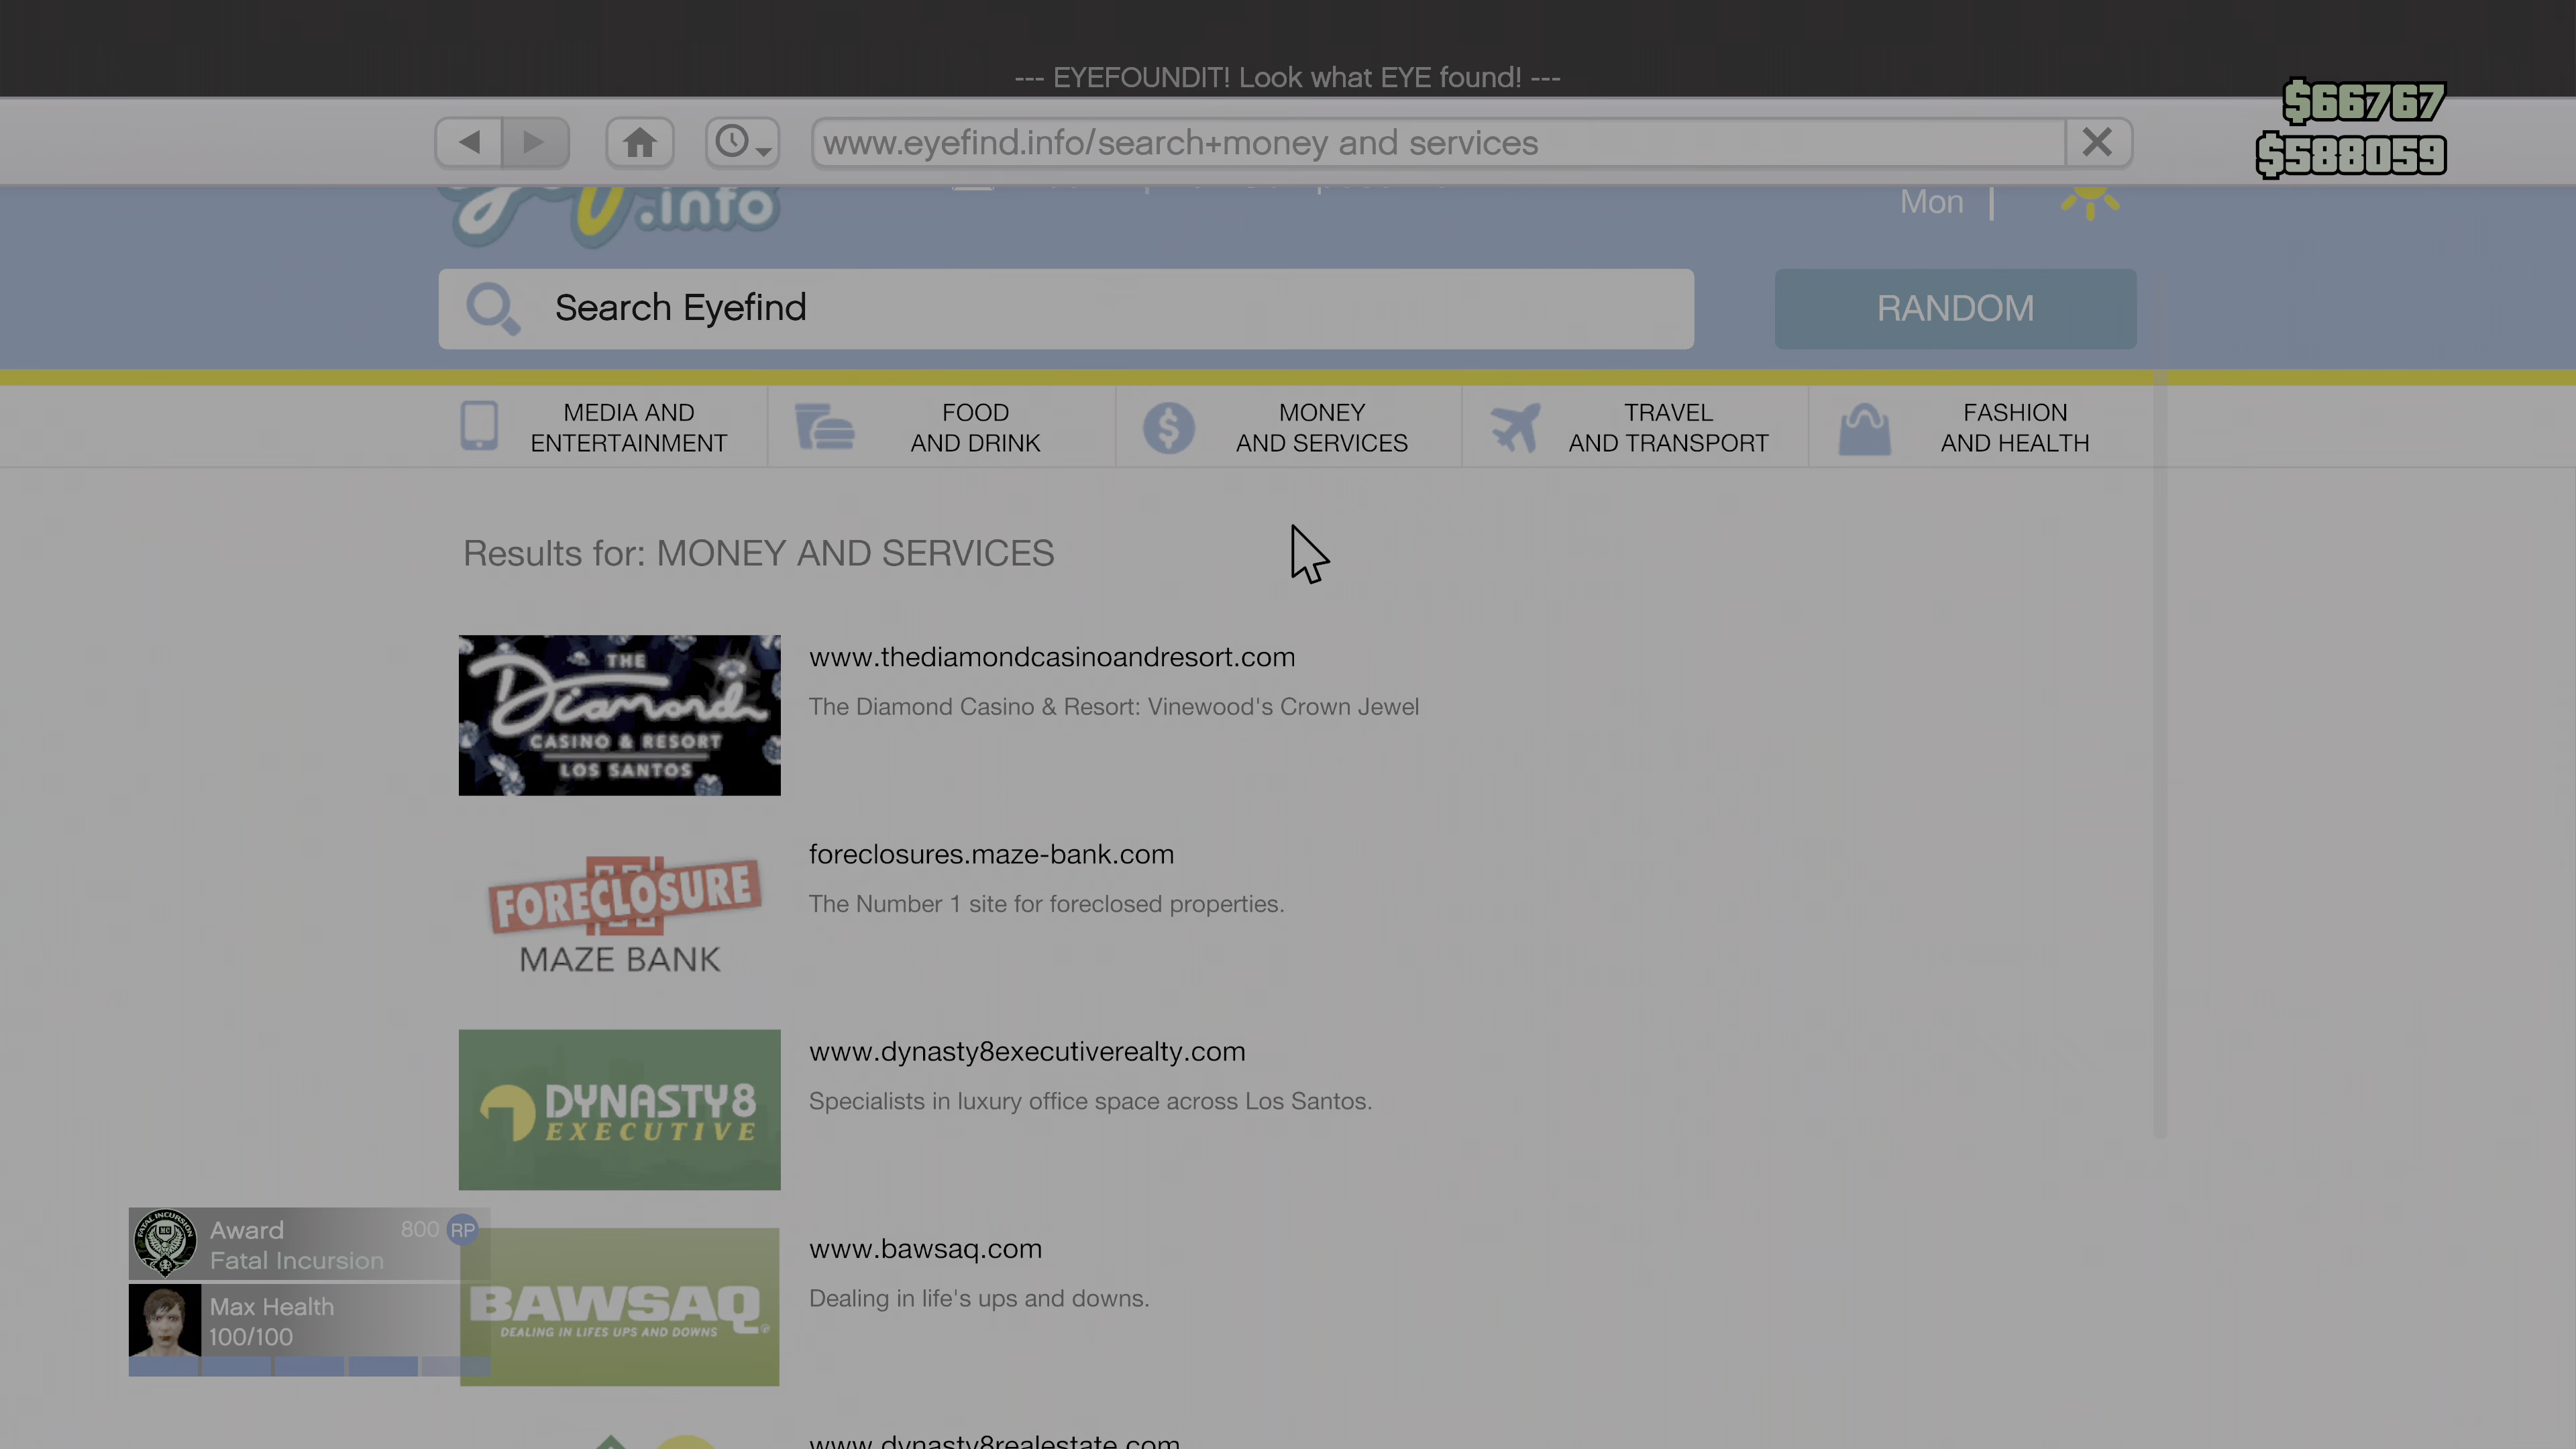 --- EYEFOUNDIT! Look what EYE found! ---
$66767
www.eyefind.info/search+money and services
$588059
.info
Mon
Search Eyefind
RANDOM
MEDIA AND
ENTERTAINMENT
FOOD
AND DRINK
MONEY
AND SERVICES
TRAVEL
AND TRANSPORT
FASHION
AND HEALTH
Results for: MONEY AND SERVICES
THE
Diamond
CASINO & RESORT
LOS SANTOS
www.thediamondcasinoandresort.com
The Diamond Casino & Resort: Vinewood's Crown Jewel
FORECLOSURE
MAZE BANK
foreclosures.maze-bank.com
The Number 1 site for foreclosed properties.
DYNASTY8
EXECUTIVE
www.dynasty8executiverealty.com
Specialists in luxury office space across Los Santos.
BAWSAQ
DEALING IN LIFES UPS AND DOWNS
www.bawsaq.com
Dealing in life's ups and downs.
FATAL INCURSION
Award
800 RP
Fatal Incursion
Max Health
100/100
www.dynasty8realestate.com